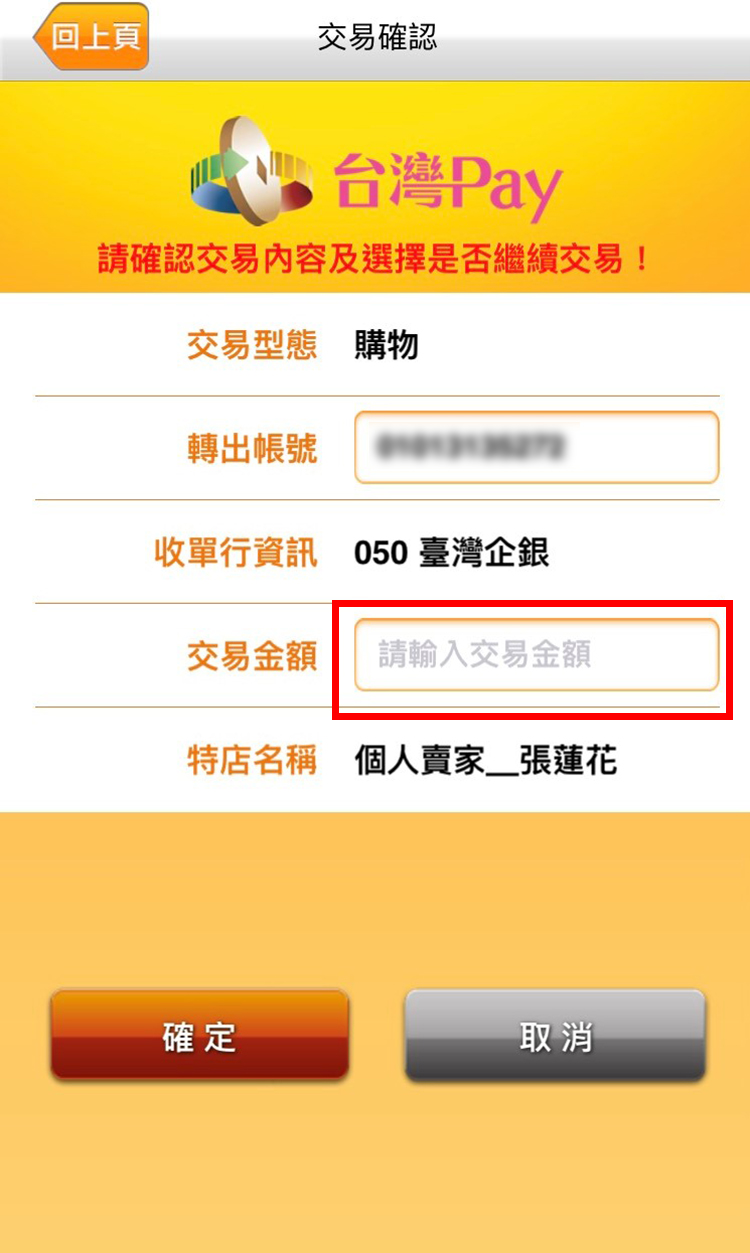 回上頁
交易確認
台灣Pay
請確認交易內容及選擇是否繼續交易！
交易型態 購物
轉出帳號
收單行資訊 050 臺灣企銀
交易金額 請輸入交易金額
特店名稱 個人賣家__張蓮花
確定 取消